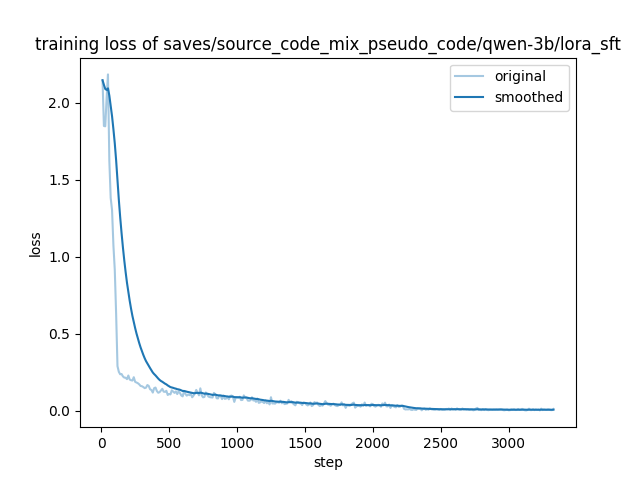 training loss of saves/source_code_mix_pseudo_code/qwen-3b/lora_sft
original
smoothed
2.0
1.5
1.0
0.5
0.0
loss
0 500 1000 1500 2000 2500 3000
step